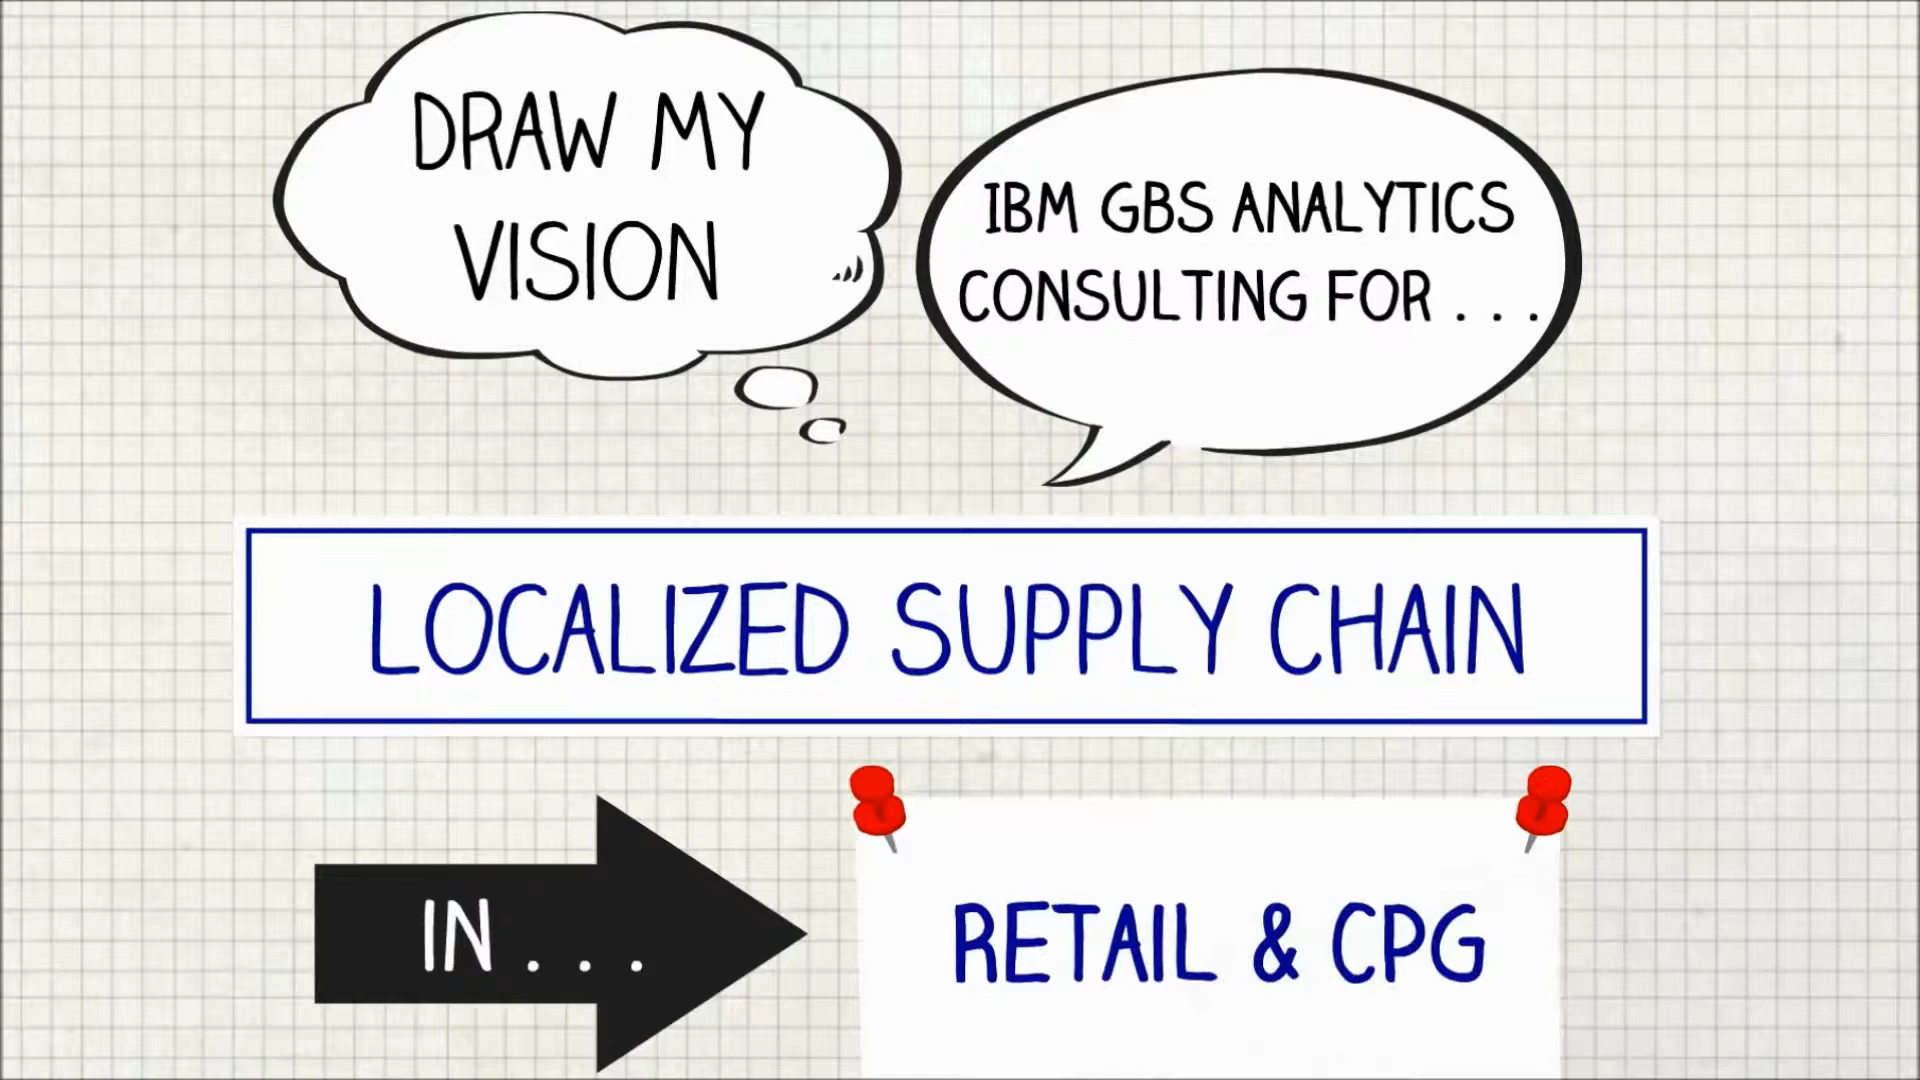 DRAW MY
VISION
IBM GBS ANALYTICS
CONSULTING FOR . . .
LOCALIZED SUPPLY CHAIN
IN . . .
RETAIL & CPG